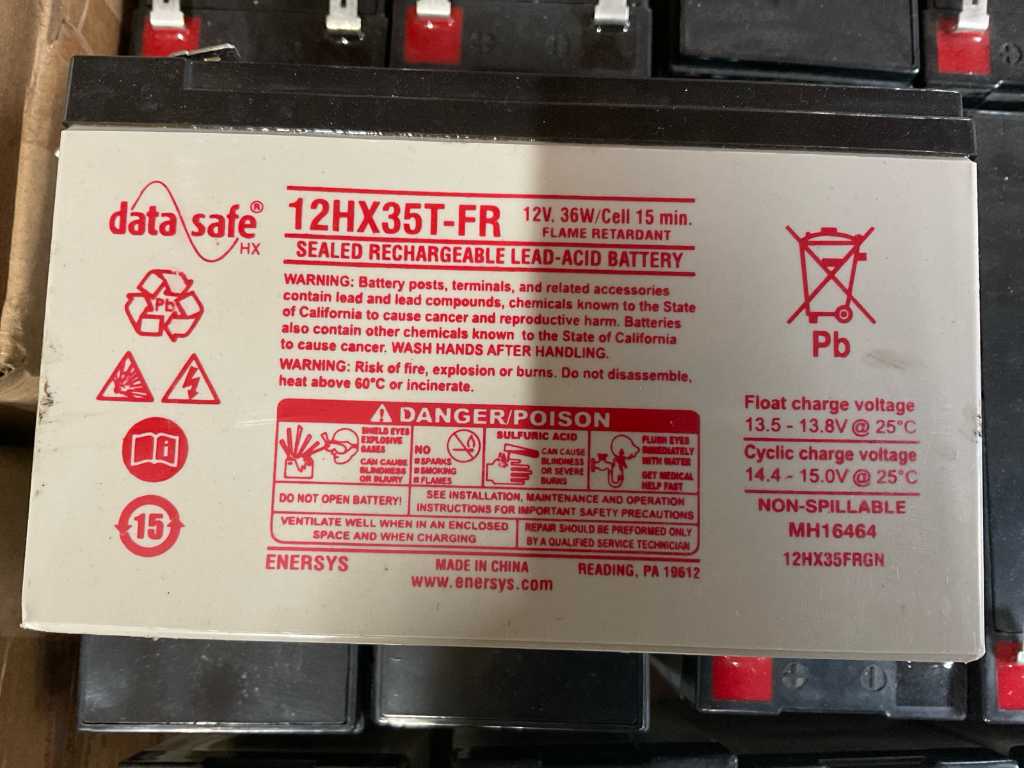 data safe®
HX
12HX35T-FR
12V. 36W/Cell 15 min.
FLAME RETARDANT
SEALED RECHARGEABLE LEAD-ACID BATTERY
WARNING: Battery posts, terminals, and related accessories
contain lead and lead compounds, chemicals known to the State
of California to cause cancer and reproductive harm. Batteries
also contain other chemicals known to the State of California
to cause cancer. WASH HANDS AFTER HANDLING.
WARNING: Risk of fire, explosion or burns. Do not disassemble,
heat above 60°C or incinerate.
Pb
15
DANGER/POISON
SHIELD EYES
EXPLOSIVE
GASES
CAN CAUSE
BLINDNESS
OR INJURY
NO
SPARKS
SMOKING
FLAMES
SULFURIC ACID
CAN CAUSE
BLINDNESS
OR SEVERE
BURNS
FLUSH EYES
IMMEDIATELY
WITH WATER
GET MEDICAL
HELP FAST
DO NOT OPEN BATTERY!
SEE INSTALLATION, MAINTENANCE AND OPERATION
INSTRUCTIONS FOR IMPORTANT SAFETY PRECAUTIONS
VENTILATE WELL WHEN IN AN ENCLOSED
SPACE AND WHEN CHARGING
REPAIR SHOULD BE PREFORMED ONLY
BY A QUALIFIED SERVICE TECHNICIAN
ENERSYS
MADE IN CHINA
READING, PA 19612
www.enersys.com
Pb
Float charge voltage
13.5 - 13.8V @ 25°C
Cyclic charge voltage
14.4 - 15.0V @ 25°C
NON-SPILLABLE
MH16464
12HX35FRGN